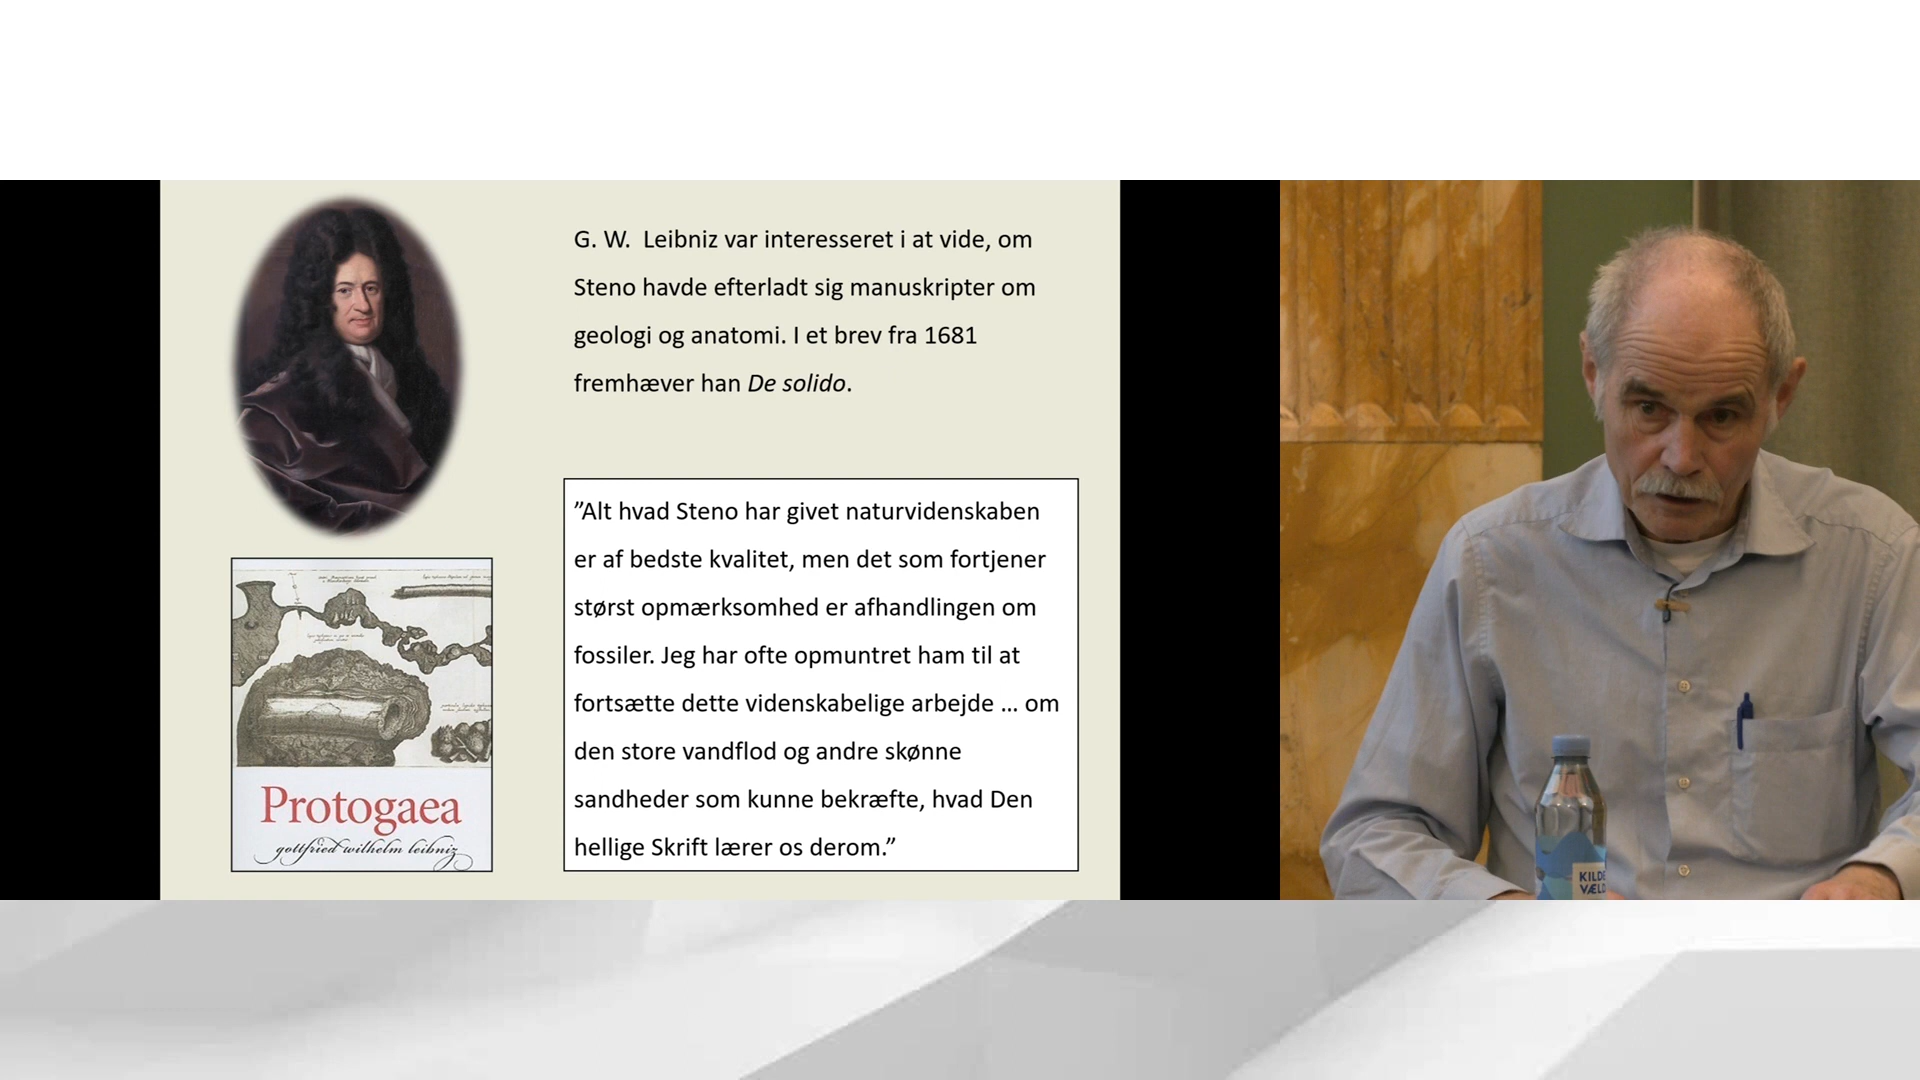 G. W. Leibniz var interesseret i at vide, om
Steno havde efterladt sig manuskripter om
geologi og anatomi. I et brev fra 1681
fremhæver han De solido.
”Alt hvad Steno har givet naturvidenskaben
er af bedste kvalitet, men det som fortjener
størst opmærksomhed er afhandlingen om
fossiler. Jeg har ofte opmuntret ham til at
fortsætte dette videnskabelige arbejde ... om
den store vandflod og andre skønne
sandheder som kunne bekræfte, hvad Den
hellige Skrift lærer os derom.”
Protogaea
gottfried wilhelm leibniz
KILDE
VÆLD